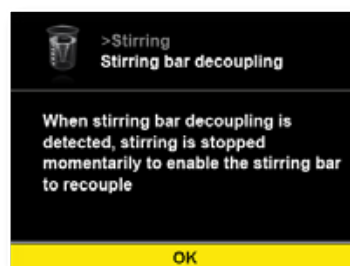 >Stirring
Stirring bar decoupling
When stirring bar decoupling is
detected, stirring is stopped
momentarily to enable the stirring bar
to recouple
OK